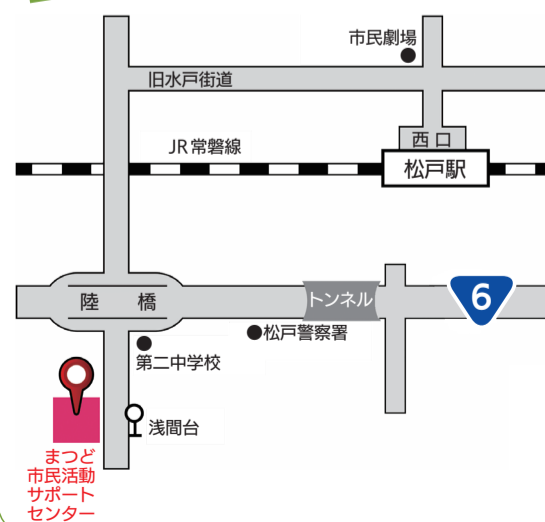 市民劇場
旧水戸街道
西口
JR常磐線
松戸駅
陸橋
トンネル
6
松戸警察署
第二中学校
浅間台
まつど
市民活動
サポート
センター